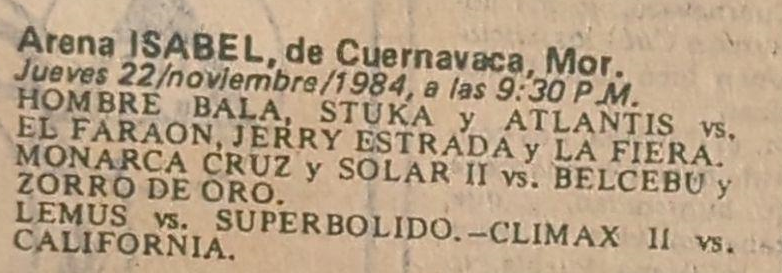 Arena ISABEL, de Cuernavaca, Mor.
Jueves 22/noviembre/1984, a las 9:30 P.M.
HOMBRE BALA, STUKA y ATLANTIS vs.
EL FARAON, JERRY ESTRADA y LA FIERA.
MONARCA CRUZ y SOLAR II vs. BELCEBU y
ZORRO DE ORO.
LEMUS vs. SUPERBOLIDO.—CLIMAX II vs.
CALIFORNIA.